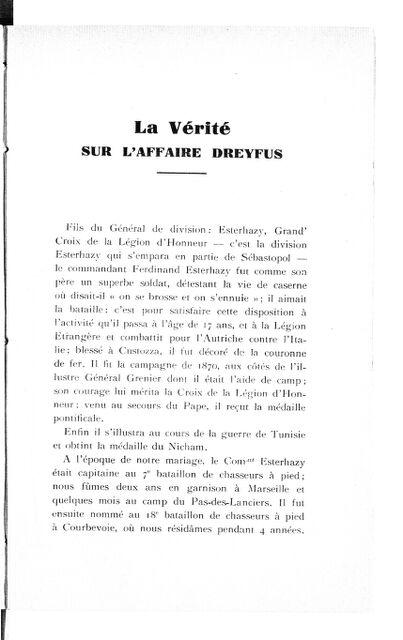 La Vérité
SUR L'AFFAIRE DREYFUS
Fils du Général de division: Esterhazy, Grand'
Croix de la Légion d'Honneur — c'est la division
Esterhazy qui s'empara en partie de Sébastopol —
le commandant Ferdinand Esterhazy fut comme son
père un superbe soldat, détestant la vie de caserne
où disait-il « on se brosse et on s'ennuie »; il aimait
la bataille: c'est pour satisfaire cette disposition à
l'activité qu'il passa à l'âge de 17 ans, et à la Légion
Etrangère et combattit pour l'Autriche contre l'Ita-
lie; blessé à Custozza, il fut décoré de la couronne
de fer. Il fit la campagne de 1870, aux côtés de l'il-
lustre Général Grenier dont il était l'aide de camp;
son courage lui mérita la Croix de la Légion d'Hon-
neur; venu au secours du Pape, il reçut la médaille
pontificale.
Enfin il s'illustra au cours de la guerre de Tunisie
et obtint la médaille du Nicham.
A l'époque de notre mariage, le Comᵈᵗ Esterhazy
était capitaine au 7ᵉ bataillon de chasseurs à pied;
nous fûmes deux ans en garnison à Marseille et
quelques mois au camp du Pas-des-Lanciers. Il fut
ensuite nommé au 18ᵉ bataillon de chasseurs à pied
à Courbevoie, où nous résidâmes pendant 4 années.